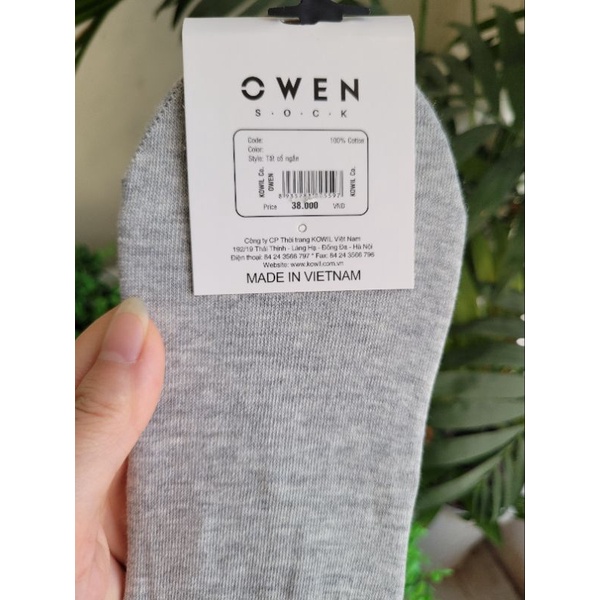 OWEN
S.O.C.K
Code: 100% Cotton
Color:
Style: Tất cổ ngắn
KOWIL Co.
OWEN
KOWIL Co.
Price 38.000 VND
Công ty CP Thời trang KOWIL Việt Nam
192/19 Thái Thịnh - Láng Hạ - Đống Đa - Hà Nội
Điện thoại: 84 24 3566 797 * Fax: 84 24 3566 796
Website: www.kowil.com.vn
MADE IN VIETNAM